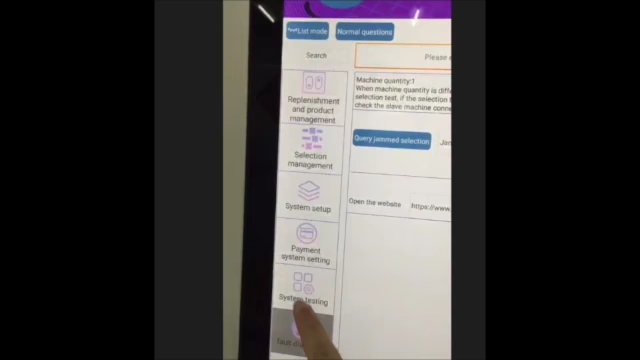 List mode
Normal questions
Search
Please
Replenishment
and product
management
Machine quantity:1
When machine quantity is
selection test, if the selection
check the slave machine
Selection
management
Query jammed selection
System setup
Open the website
https://www.
Payment
system setting
System testing